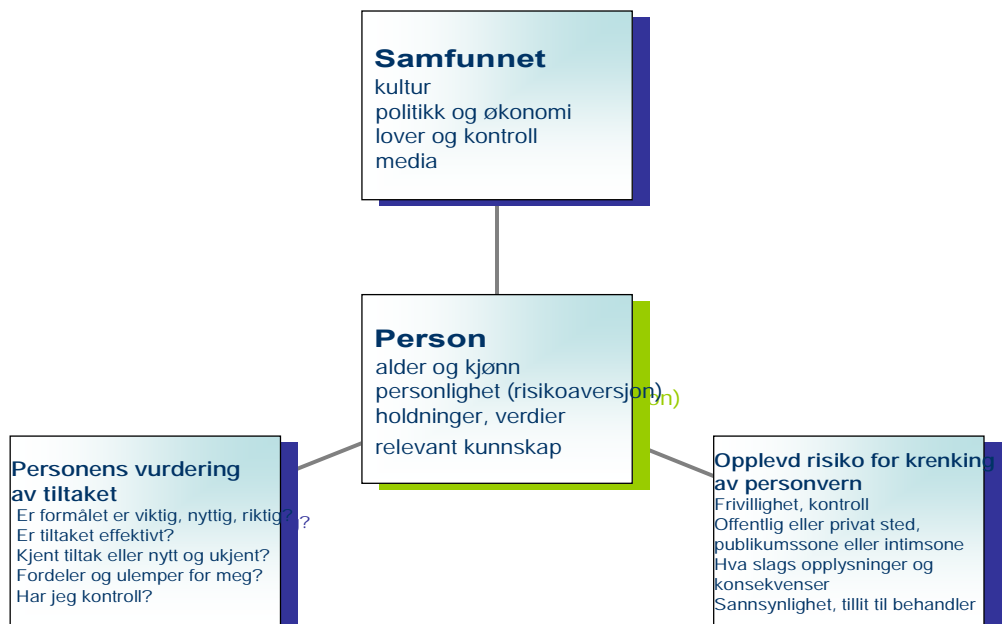 Samfunnet
kultur
politikk og økonomi
lover og kontroll
media
Person
alder og kjønn
personlighet (risikoaversjon)
holdninger, verdier
relevant kunnskap
Personens vurdering
av tiltaket
Er formålet er viktig, nyttig, riktig?
Er tiltaket effektivt?
Kjent tiltak eller nytt og ukjent?
Fordeler og ulemper for meg?
Har jeg kontroll?
Opplevd risiko for krenking
av personvern
Frivillighet, kontroll
Offentlig eller privat sted,
publikumssone eller intimsone
Hva slags opplysninger og
konsekvenser
Sannsynlighet, tillit til behandler